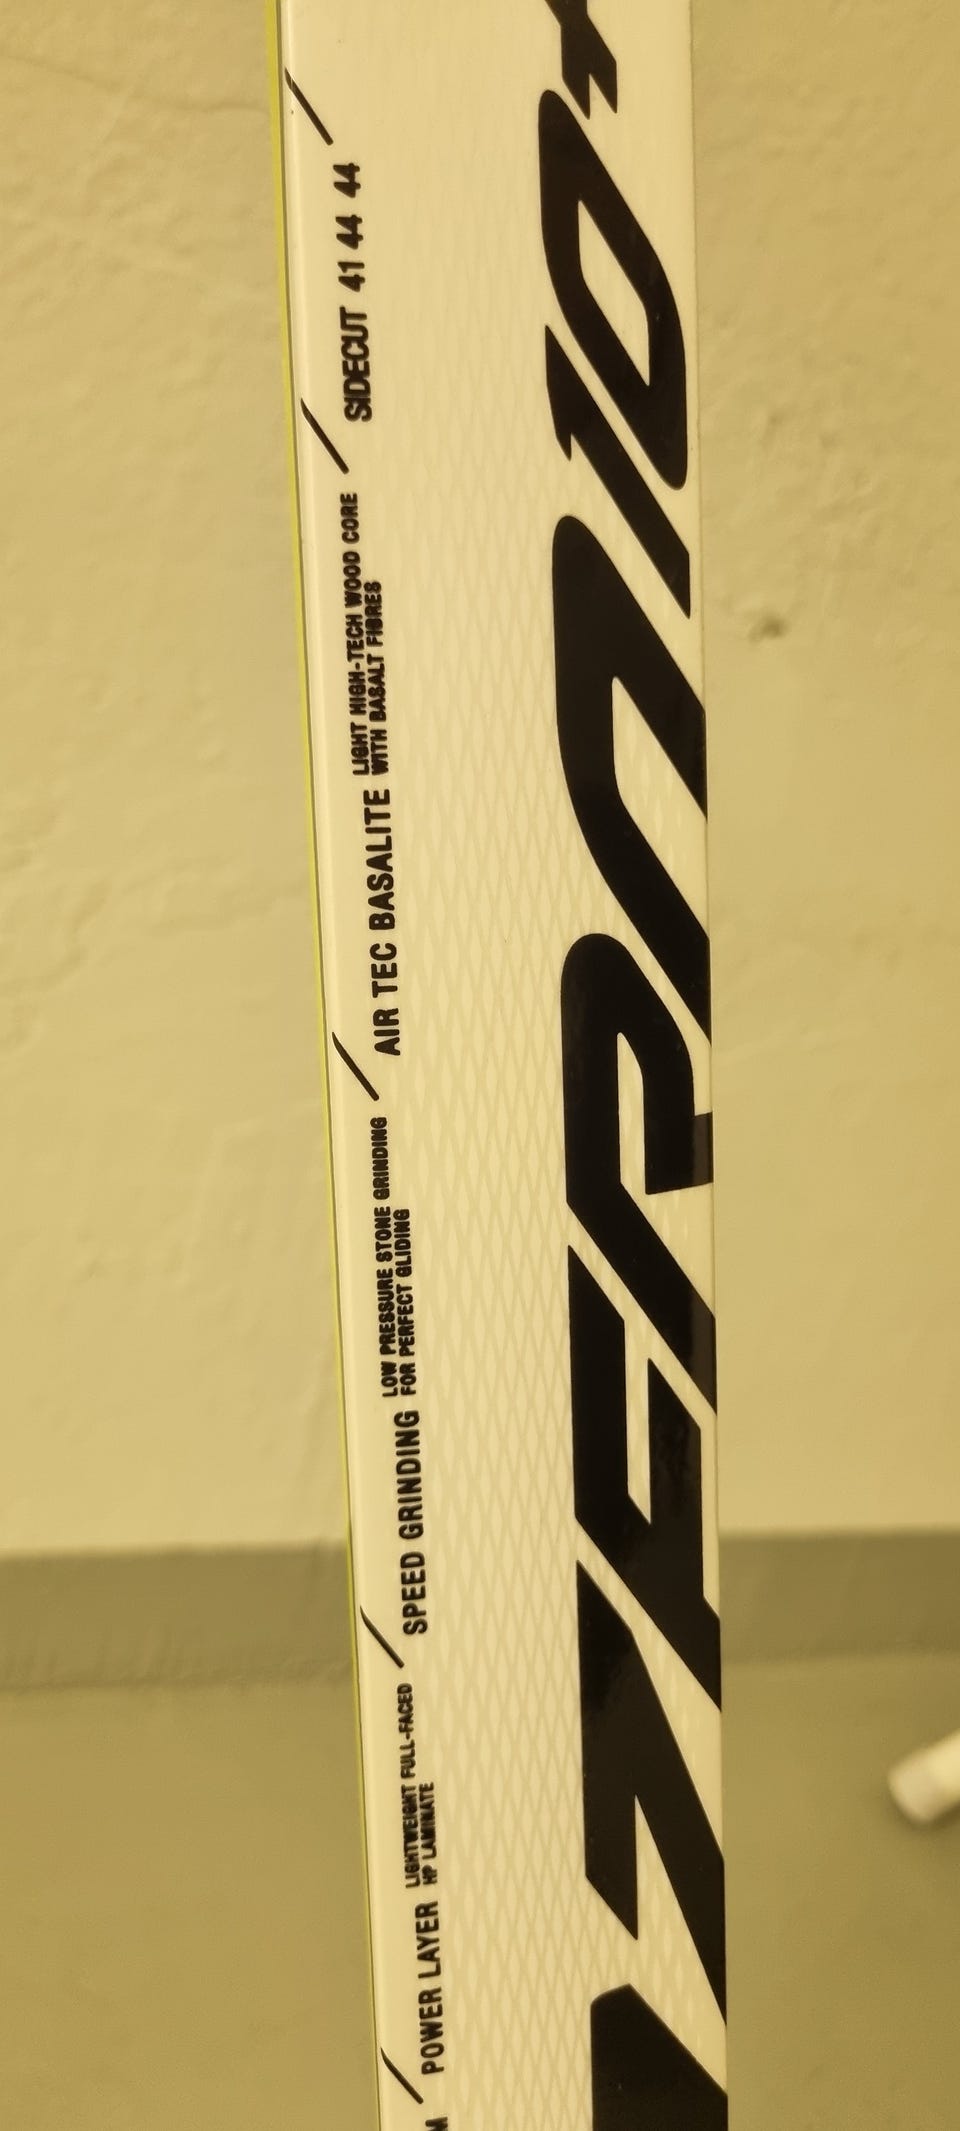 M / POWER LAYER LIGHTWEIGHT FULL-FACED
HP LAMINATE
/ SPEED GRINDING LOW PRESSURE STONE GRINDING
FOR PERFECT GLIDING
/ AIR TEC BASALITE LIGHT HIGH-TECH WOOD CORE
WITH BASALT FIBRES
/ SIDECUT 41 44 44 /
ZERO10+